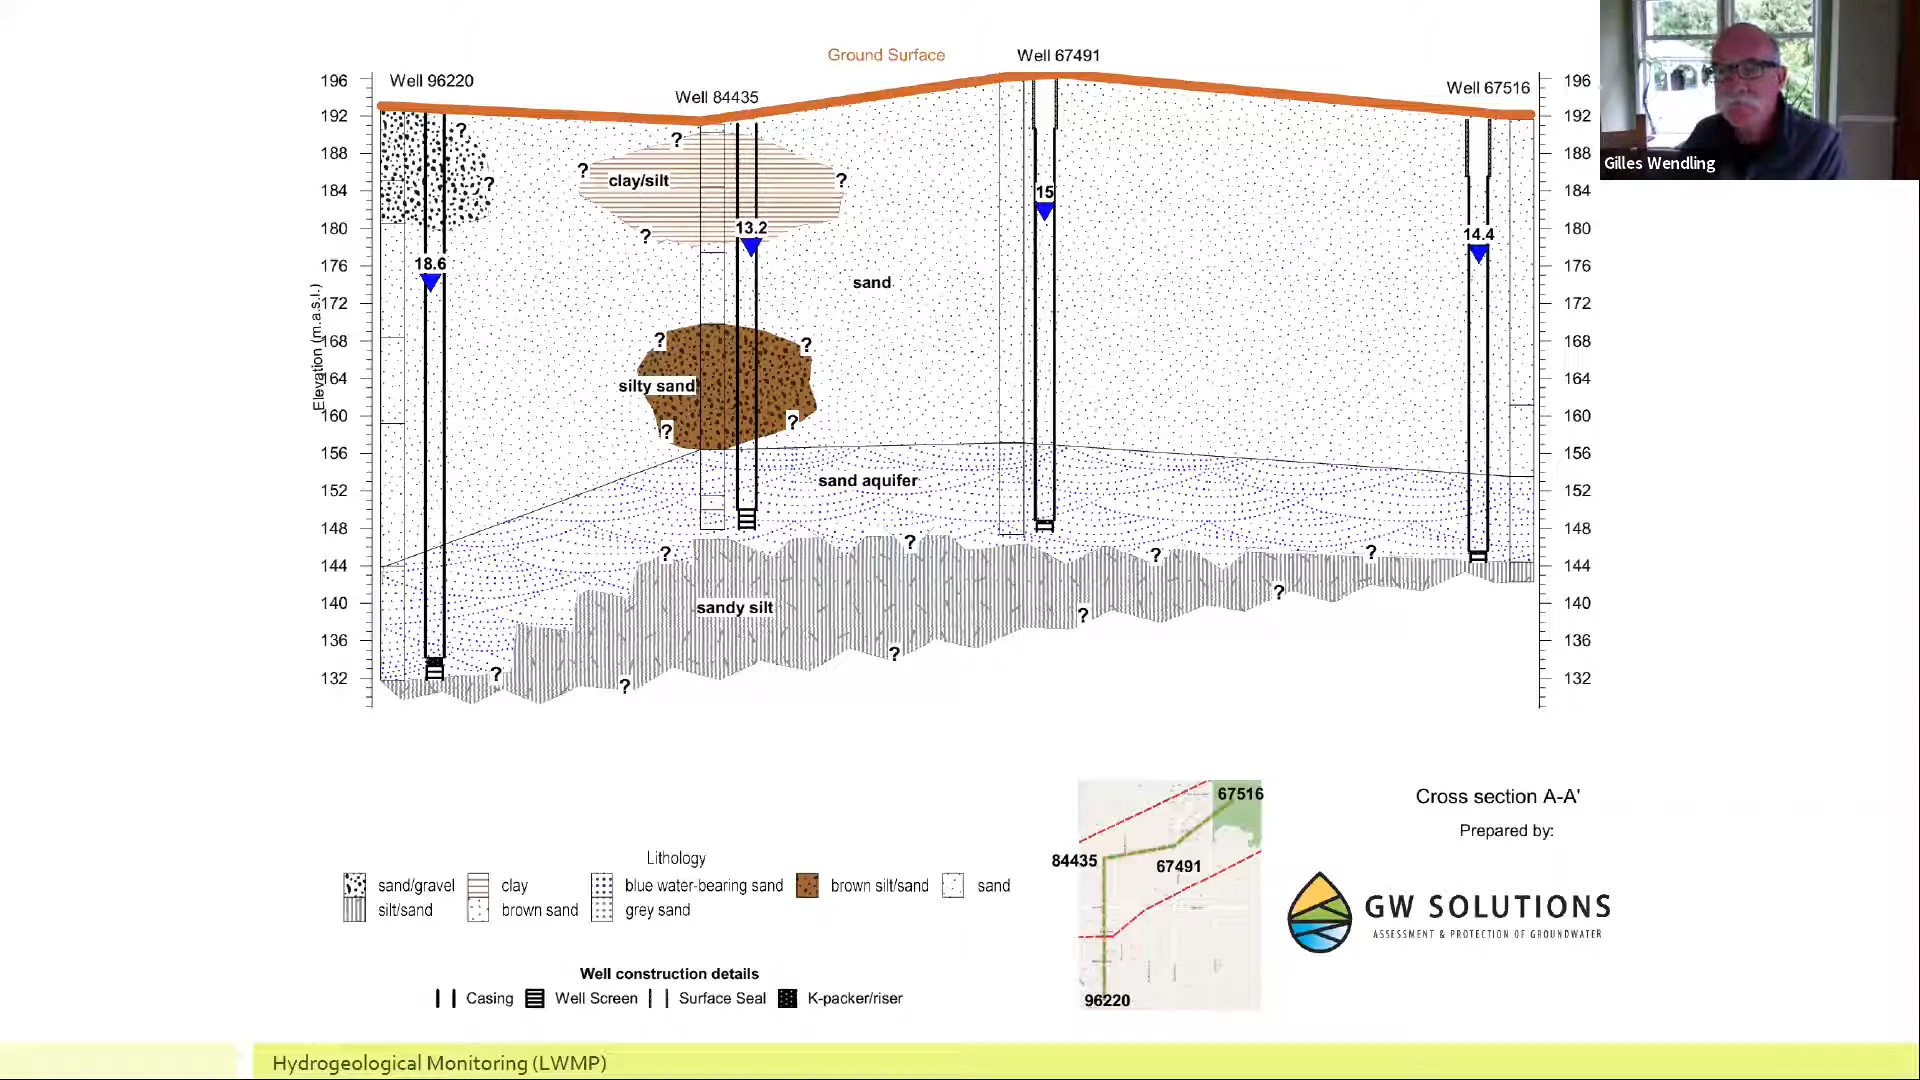 Ground Surface
Well 67491
Well 96220
Well 67516
Well 84435
196
192
188
184
180
176
172
168
164
160
156
152
148
144
140
136
132
Elevation (m.a.s.l.)
196
192
188
184
180
176
172
168
164
160
156
152
148
144
140
136
132
Gilles Wendling
?
?
?
?
clay/silt
?
?
?
18.6
13.2
15
14.4
sand
?
?
silty sand
?
?
sand aquifer
?
?
?
?
sandy silt
?
?
?
?
?
67516
84435
67491
96220
Cross section A-A'
Prepared by:
GW SOLUTIONS
ASSESSMENT & PROTECTION OF GROUNDWATER
Lithology
sand/gravel clay blue water-bearing sand brown silt/sand sand
silt/sand brown sand grey sand
Well construction details
Casing Well Screen Surface Seal K-packer/riser
Hydrogeological Monitoring (LWMP)